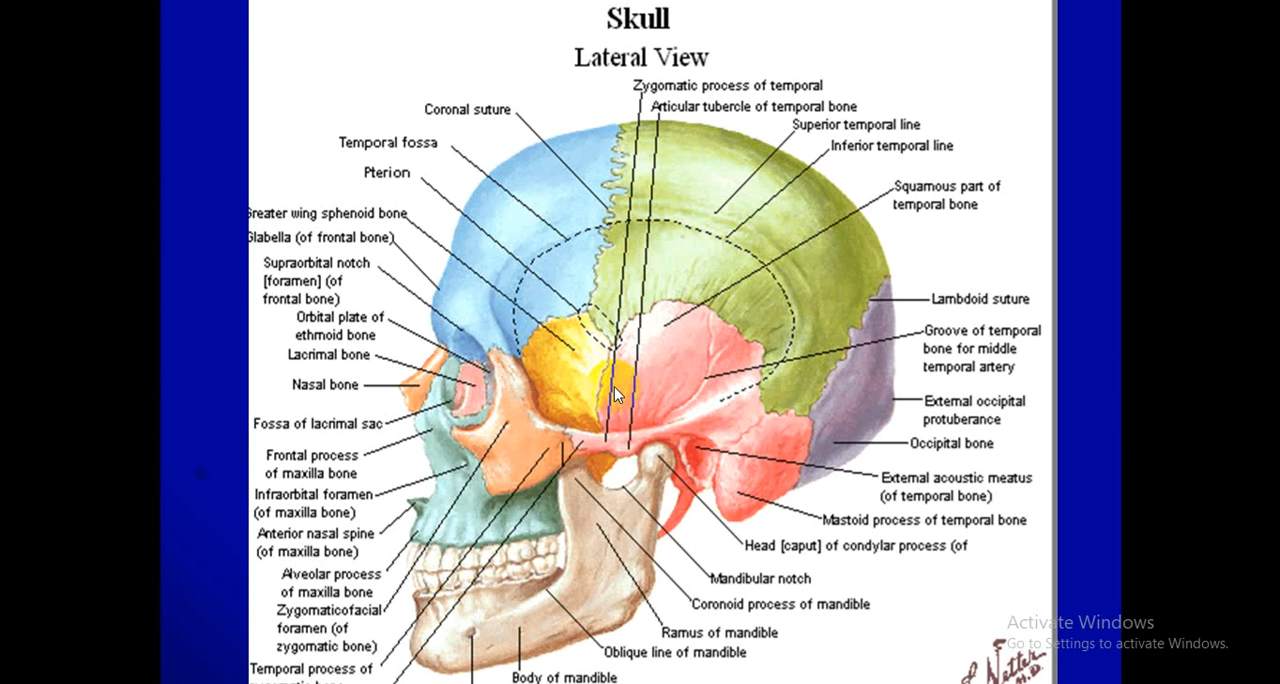 Skull
Lateral View
Zygomatic process of temporal
Articular tubercle of temporal bone
Coronal suture
Superior temporal line
Temporal fossa
Inferior temporal line
Pterion
Squamous part of
temporal bone
Greater wing sphenoid bone
Glabella (of frontal bone)
Supraorbital notch
[foramen] (of
frontal bone)
Orbital plate of
ethmoid bone
Lacrimal bone
Nasal bone
Fossa of lacrimal sac
Frontal process
of maxilla bone
Infraorbital foramen
(of maxilla bone)
Anterior nasal spine
(of maxilla bone)
Alveolar process
of maxilla bone
Zygomaticofacial
foramen (of
zygomatic bone)
Temporal process of
Lambdoid suture
Groove of temporal
bone for middle
temporal artery
External occipital
protuberance
Occipital bone
External acoustic meatus
(of temporal bone)
Mastoid process of temporal bone
Head [caput] of condylar process (of
Mandibular notch
Coronoid process of mandible
Ramus of mandible
Oblique line of mandible
Body of mandible
Activate Windows
Go to Settings to activate Windows.
F. Netter
M.D.